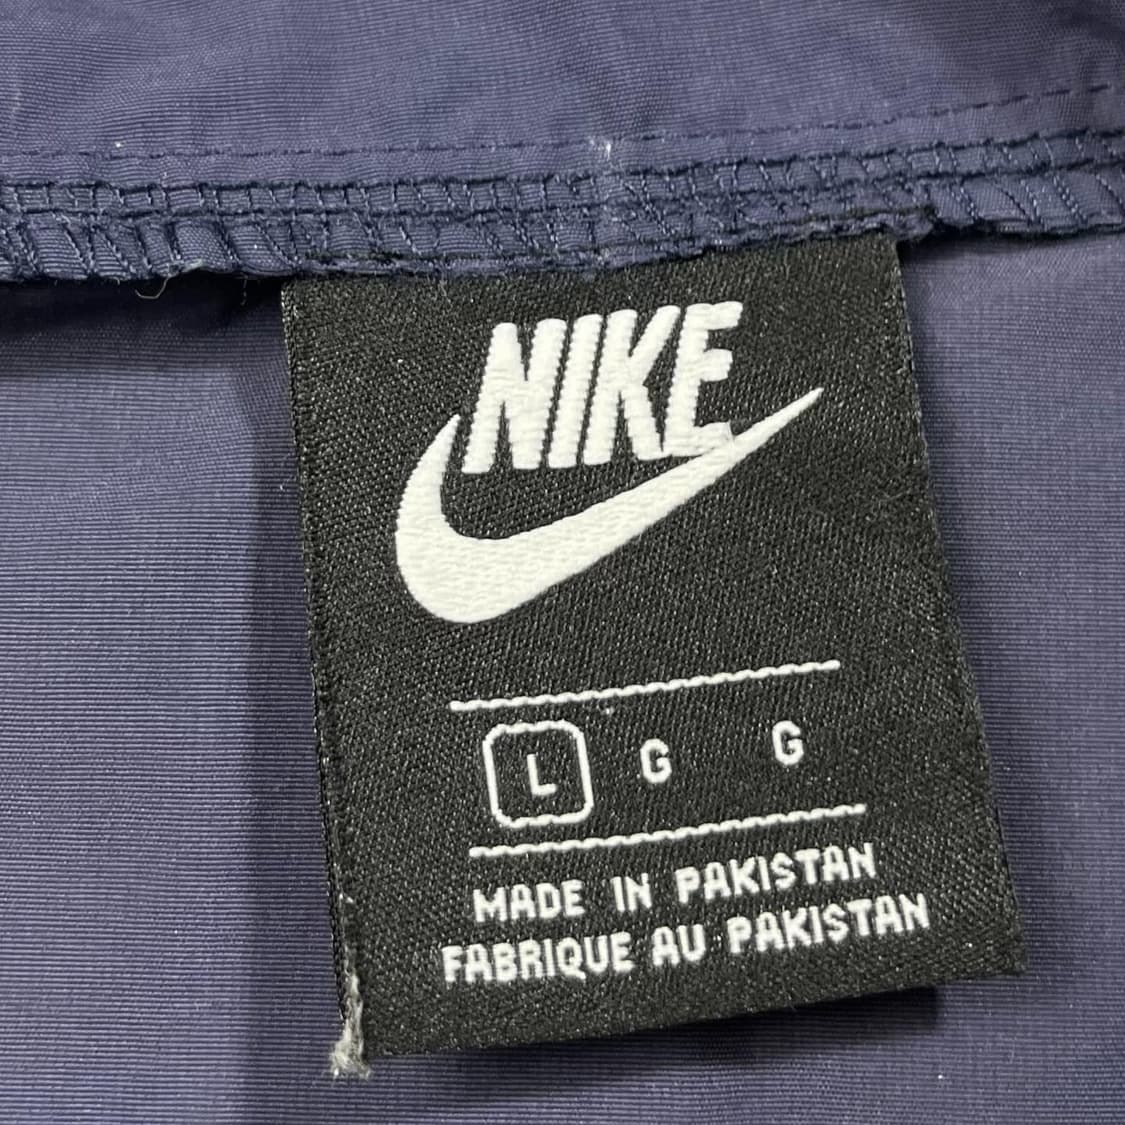 NIKE
L G G
MADE IN PAKISTAN
FABRIQUE AU PAKISTAN